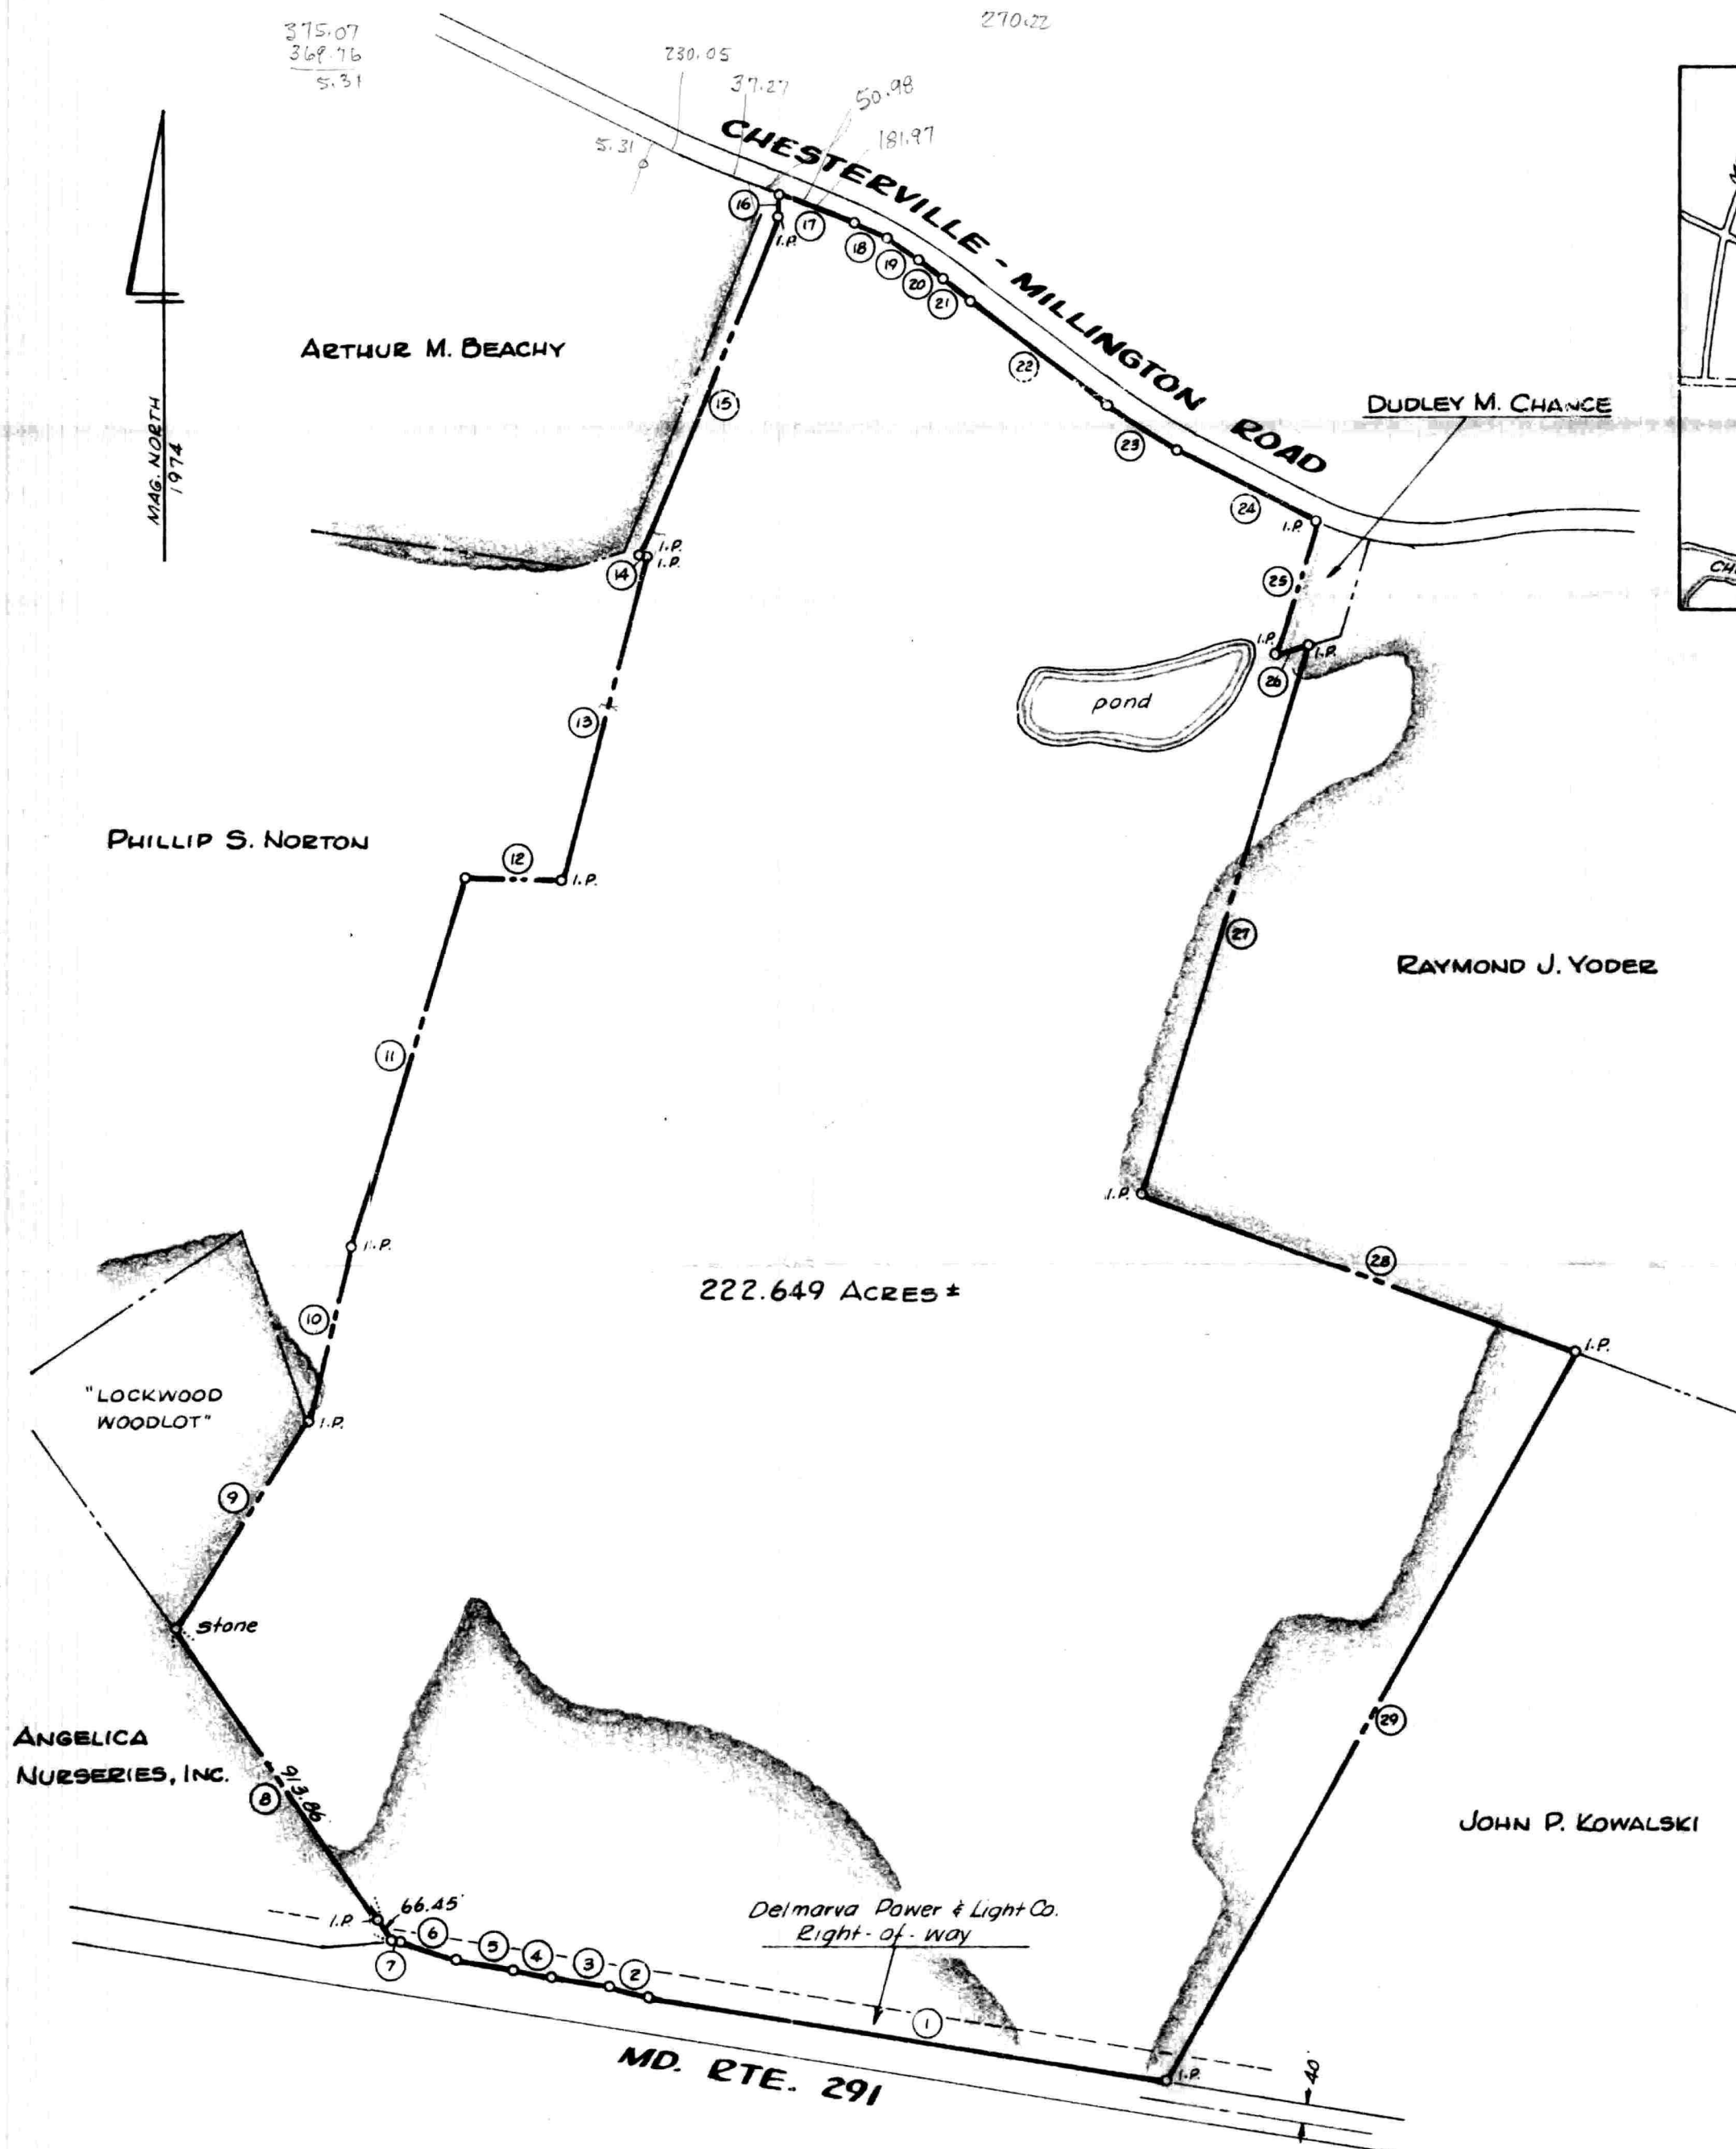 375.07
369.76
5.31
270.22
230.05
37.27
50.98
181.97
5.31
CHESTERVILLE - MILLINGTON ROAD
MAG. NORTH
1974
ARTHUR M. BEACHY
16
I.P.
17
18
19
20
21
22
23
24
I.P.
DUDLEY M. CHANCE
15
I.P.
I.P.
14
25
I.P.
I.P.
26
pond
13
PHILLIP S. NORTON
12
I.P.
27
RAYMOND J. YODER
11
I.P.
I.P.
28
I.P.
222.649 ACRES ±
10
"LOCKWOOD
WOODLOT"
I.P.
9
stone
29
ANGELICA
NURSERIES, INC.
913.86
8
JOHN P. KOWALSKI
I.P.
66.45'
7
6
5
4
3
2
1
Delmarva Power & Light Co.
Right-of-way
I.P.
40'
MD. RTE. 291